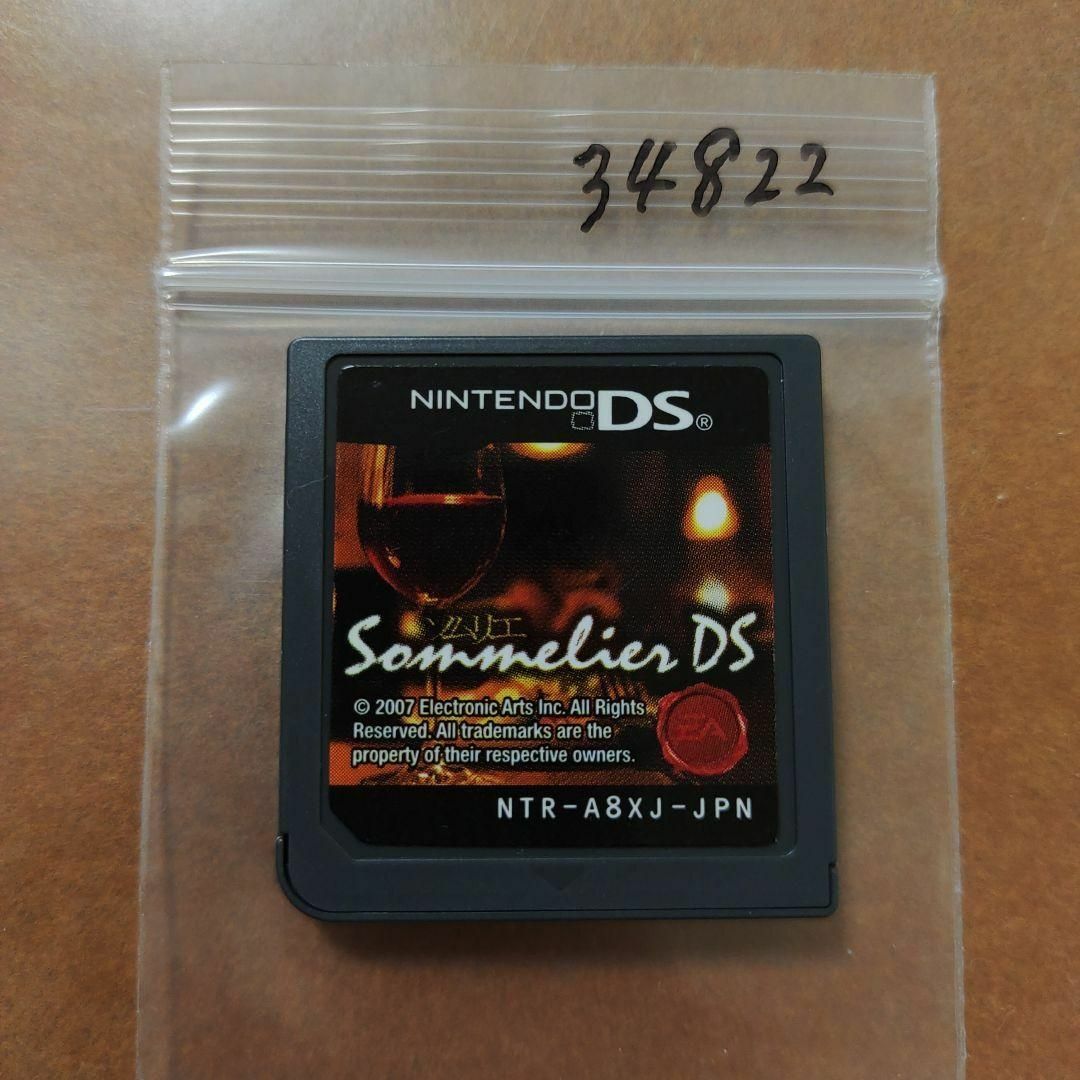 34822
NINTENDO DS®
ソムリエ
Sommelier DS
© 2007 Electronic Arts Inc. All Rights
Reserved. All trademarks are the
property of their respective owners.
EA
NTR-A8XJ-JPN